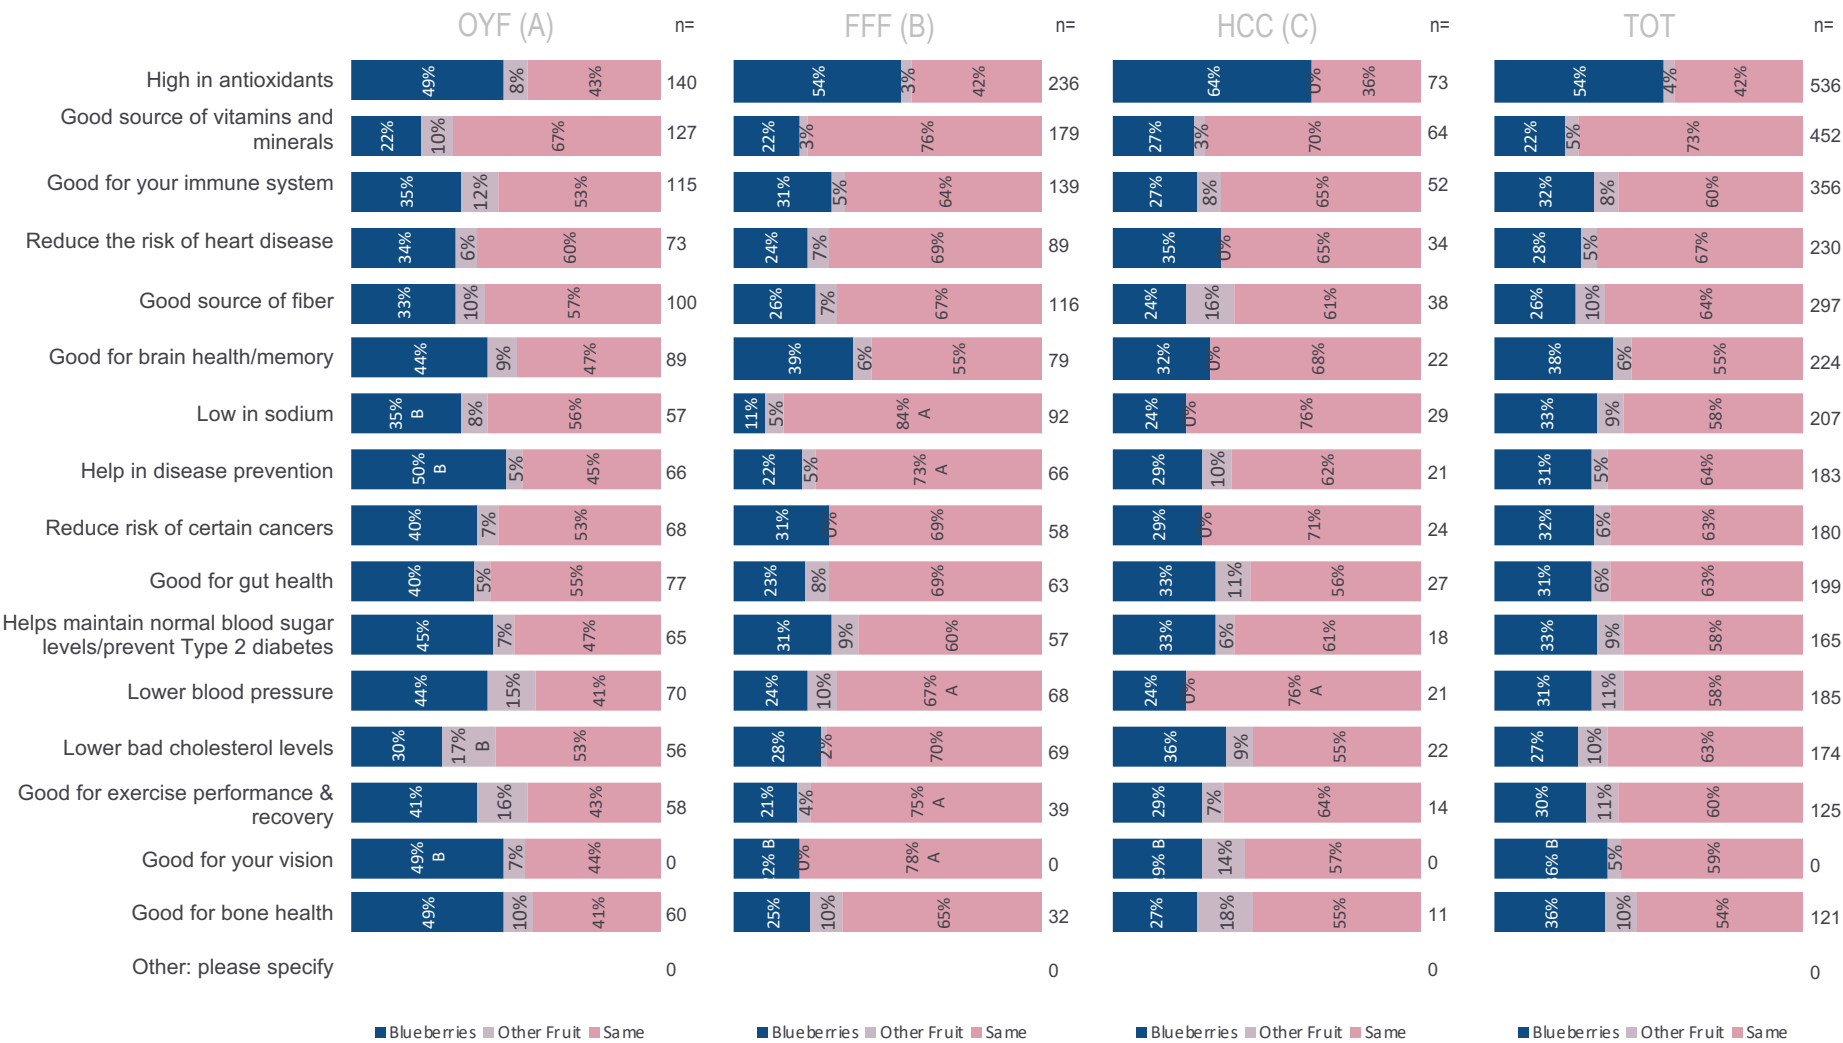 OYF (A) n= FFF (B) n= HCC (C) n= TOT n=
High in antioxidants 49% 8% 43% 140 54% 3% 42% 236 64% 0% 36% 73 54% 4% 42% 536
Good source of vitamins and
minerals 22% 10% 67% 127 22% 3% 76% 179 27% 3% 70% 64 22% 5% 73% 452
Good for your immune system 35% 12% 53% 115 31% 5% 64% 139 27% 8% 65% 52 32% 8% 60% 356
Reduce the risk of heart disease 34% 6% 60% 73 24% 7% 69% 89 35% 0% 65% 34 28% 5% 67% 230
Good source of fiber 33% 10% 57% 100 26% 7% 67% 116 24% 16% 61% 38 26% 10% 64% 297
Good for brain health/memory 44% 9% 47% 89 39% 6% 55% 79 32% 0% 68% 22 38% 6% 55% 224
Low in sodium 35% B 8% 56% 57 11% 5% 84% A 92 24% 0% 76% 29 33% 9% 58% 207
Help in disease prevention 50% B 5% 45% 66 22% 5% 73% A 66 29% 10% 62% 21 31% 5% 64% 183
Reduce risk of certain cancers 40% 7% 53% 68 31% 0% 69% 58 29% 0% 71% 24 32% 6% 63% 180
Good for gut health 40% 5% 55% 77 23% 8% 69% 63 33% 11% 56% 27 31% 6% 63% 199
Helps maintain normal blood sugar
levels/prevent Type 2 diabetes 45% 7% 47% 65 31% 9% 60% 57 33% 6% 61% 18 33% 9% 58% 165
Lower blood pressure 44% 15% 41% 70 24% 10% 67% A 68 24% 0% 76% A 21 31% 11% 58% 185
Lower bad cholesterol levels 30% 17% B 53% 56 28% 2% 70% 69 36% 9% 55% 22 27% 10% 63% 174
Good for exercise performance &
recovery 41% 16% 43% 58 21% 4% 75% A 39 29% 7% 64% 14 30% 11% 60% 125
Good for your vision 49% B 7% 44% 0 22% B 0% 78% A 0 29% B 14% 57% 0 36% B 5% 59% 0
Good for bone health 49% 10% 41% 60 25% 10% 65% 32 27% 18% 55% 11 36% 10% 54% 121
Other: please specify 0 0 0 0
Blueberries Other Fruit Same Blueberries Other Fruit Same Blueberries Other Fruit Same Blueberries Other Fruit Same